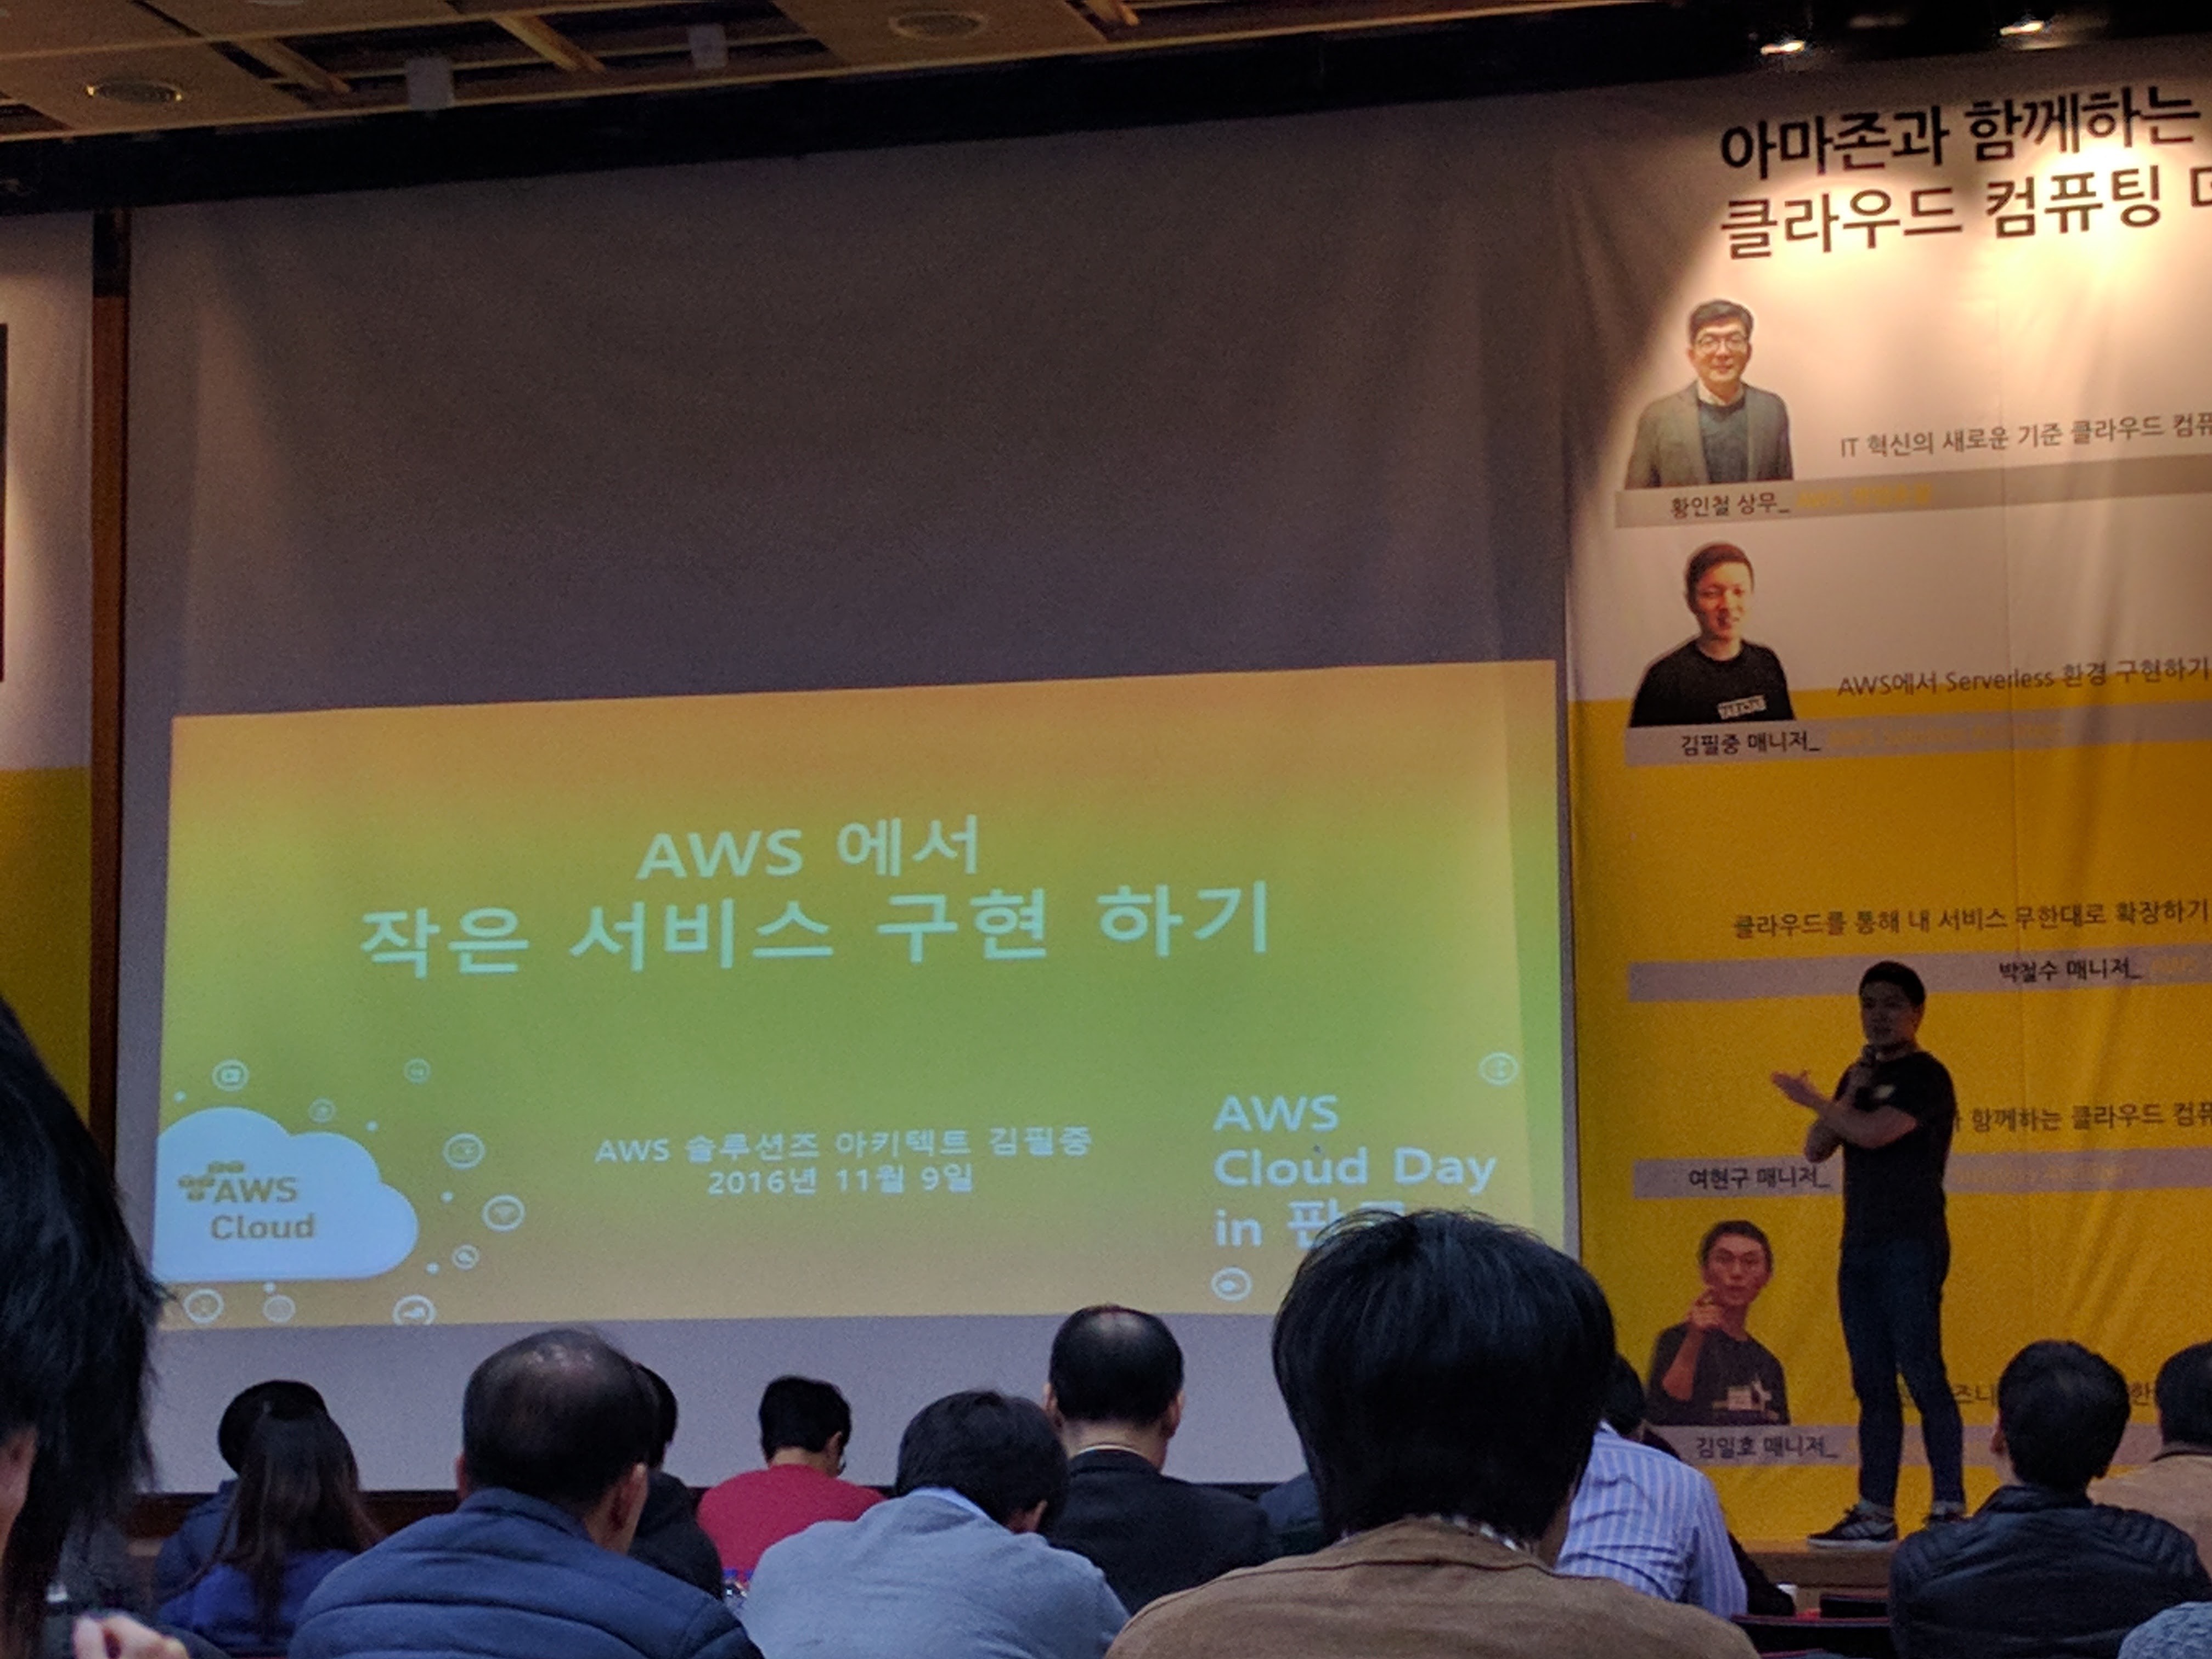 AWS 에서
작은 서비스 구현 하기
AWS 솔루션즈 아키텍트 김필중
2016년 11월 9일
AWS
Cloud
AWS
Cloud Day
in
아마존과 함께하는
클라우드 컴퓨팅
IT 혁신의 새로운 기준 클라우드
황인철 상무_
AWS에서 Serverless 환경 구현하기
김필중 매니저_
클라우드를 통해 내 서비스 무한대로 확장하기
박철수 매니저_
함께하는 클라우드
여현구 매니저_
김일호 매니저_